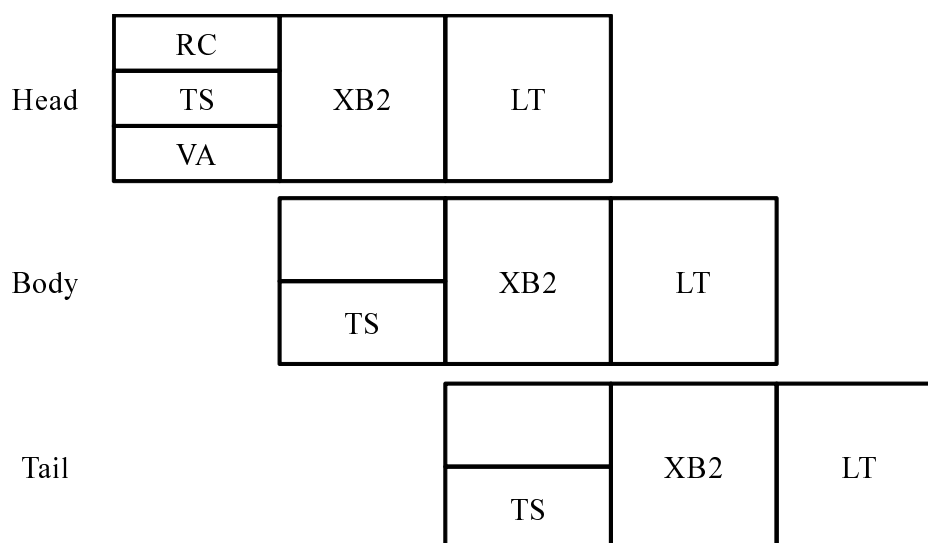 RC
Head TS XB2 LT
VA
Body XB2 LT
TS
Tail XB2 LT
TS